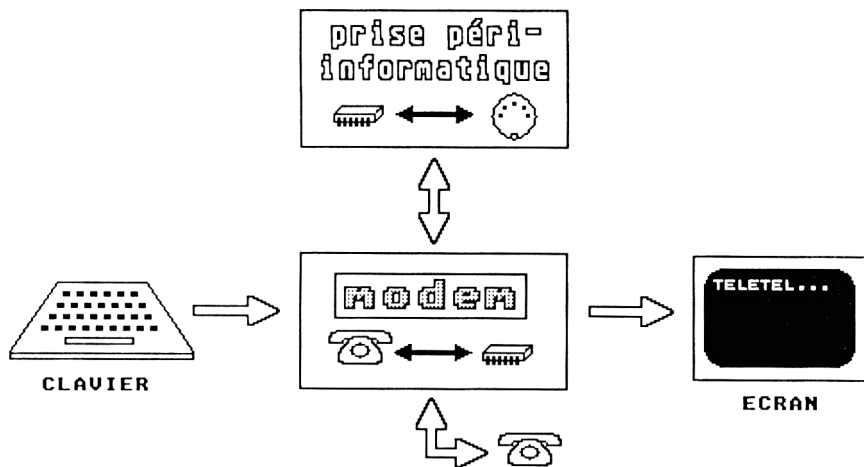 prise péri-
informatique
modem
TELETEL...
CLAVIER
ECRAN